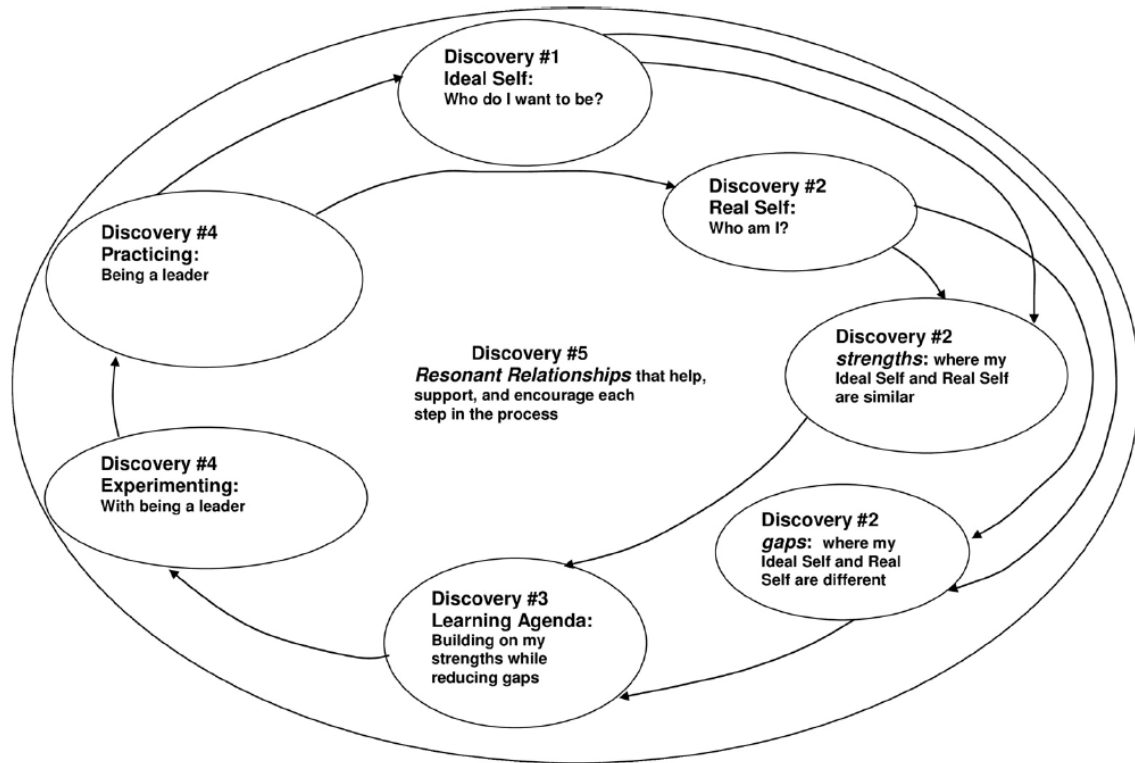 Discovery #1
Ideal Self:
Who do I want to be?
Discovery #2
Real Self:
Who am I?
Discovery #4
Practicing:
Being a leader
Discovery #2
strengths: where my
Ideal Self and Real Self
are similar
Discovery #5
Resonant Relationships that help,
support, and encourage each
step in the process
Discovery #4
Experimenting:
With being a leader
Discovery #2
gaps: where my
Ideal Self and Real
Self are different
Discovery #3
Learning Agenda:
Building on my
strengths while
reducing gaps